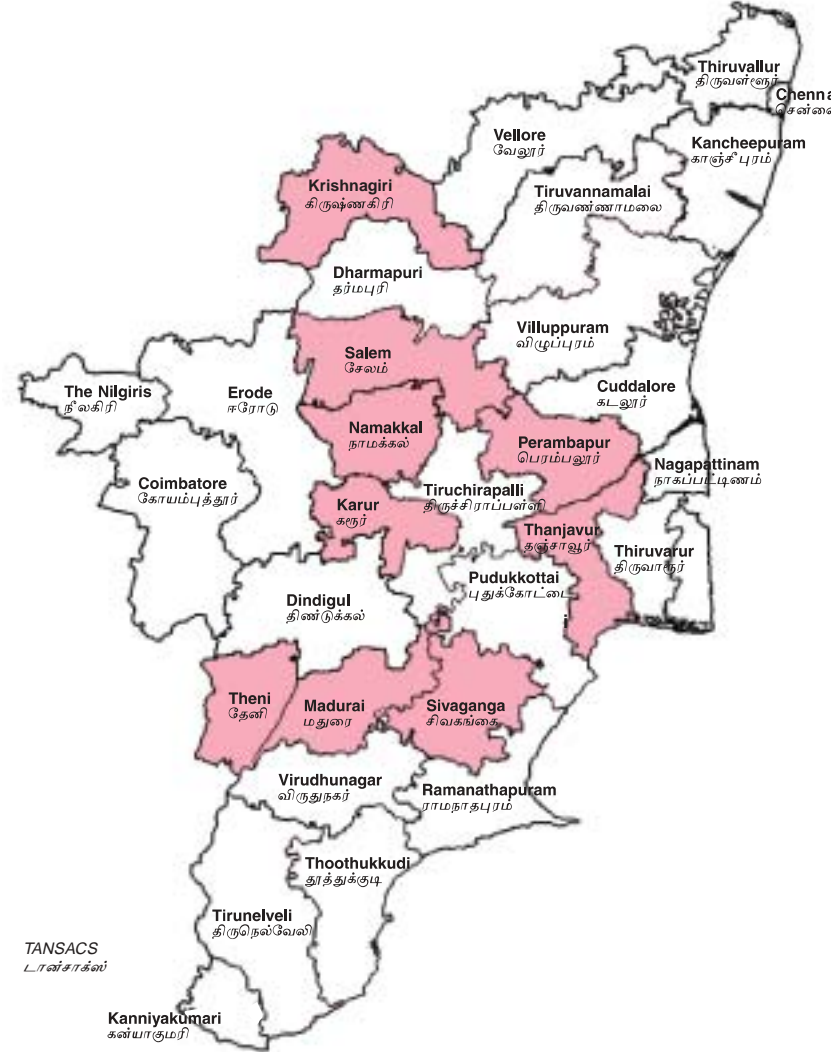 Thiruvallur
திருவள்ளூர்
Chenna
சென்னை
Vellore
வேலூர்
Kancheepuram
காஞ்சீபுரம்
Krishnagiri
கிருஷ்ணகிரி
Tiruvannamalai
திருவண்ணாமலை
Dharmapuri
தர்மபுரி
Villuppuram
விழுப்புரம்
Salem
சேலம்
The Nilgiris
நீலகிரி
Erode
ஈரோடு
Cuddalore
கடலூர்
Namakkal
நாமக்கல்
Perambapur
பெரம்பலூர்
Nagapattinam
நாகப்பட்டிணம்
Coimbatore
கோயம்புத்தூர்
Tiruchirapalli
திருச்சிராப்பள்ளி
Karur
கரூர்
Thanjavur
தஞ்சாவூர்
Thiruvarur
திருவாரூர்
Pudukkottai
புதுக்கோட்டை
Dindigul
திண்டுக்கல்
Theni
தேனி
Madurai
மதுரை
Sivaganga
சிவகங்கை
Virudhunagar
விருதுநகர்
Ramanathapuram
ராமநாதபுரம்
Thoothukkudi
தூத்துக்குடி
Tirunelveli
திருநெல்வேலி
TANSACS
டான்சாக்ஸ்
Kanniyakumari
கன்யாகுமரி